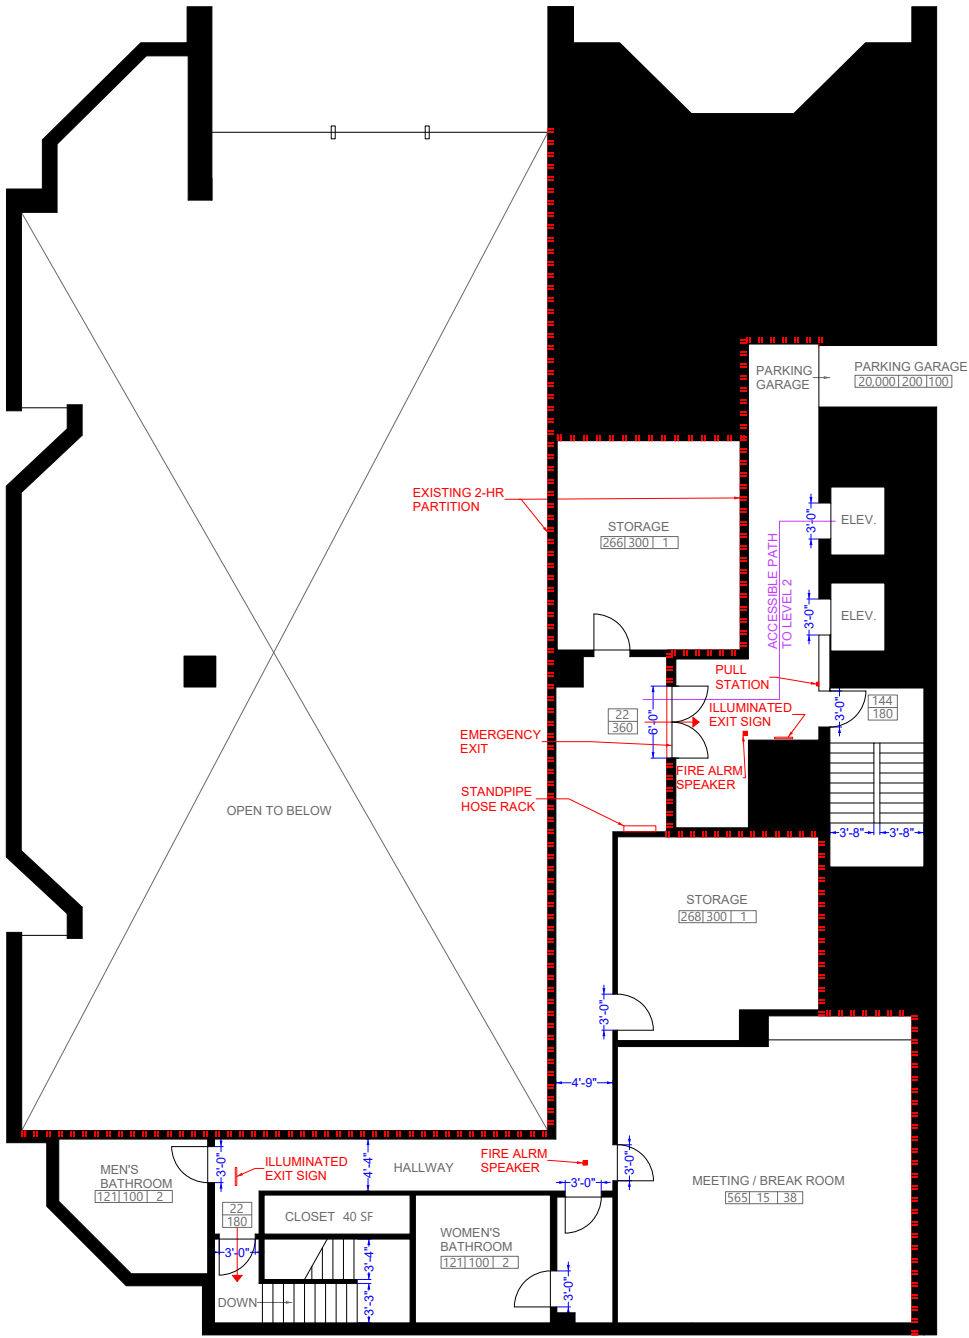 PARKING
GARAGE
PARKING GARAGE
20,000 200 100
EXISTING 2-HR
PARTITION
STORAGE
266 300 1
3'-0"
ELEV.
ACCESSIBLE PATH
TO LEVEL 2
3'-0"
ELEV.
PULL
STATION
ILLUMINATED
EXIT SIGN
3'-0"
144
180
22
360
6'-0"
EMERGENCY
EXIT
FIRE ALRM
SPEAKER
STANDPIPE
HOSE RACK
OPEN TO BELOW
3'-8"
3'-8"
STORAGE
268 300 1
3'-0"
4'-9"
MEN'S
BATHROOM
121 100 2
3'-0"
ILLUMINATED
EXIT SIGN
4'-4"
HALLWAY
FIRE ALRM
SPEAKER
3'-0"
3'-0"
MEETING / BREAK ROOM
565 15 38
22
180
CLOSET 40 SF
WOMEN'S
BATHROOM
121 100 2
3'-0"
3'-4"
3'-0"
DOWN
3'-3"